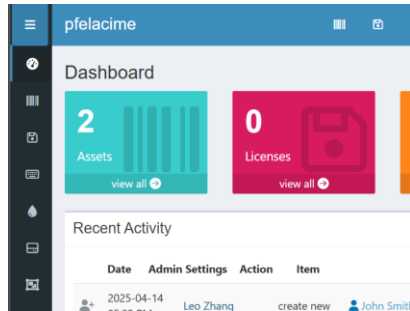 pfelacime
Dashboard
2
Assets
view all
0
Licenses
view all
Recent Activity
Date Admin Settings Action Item
2025-04-14
Leo Zhang create new John Smith